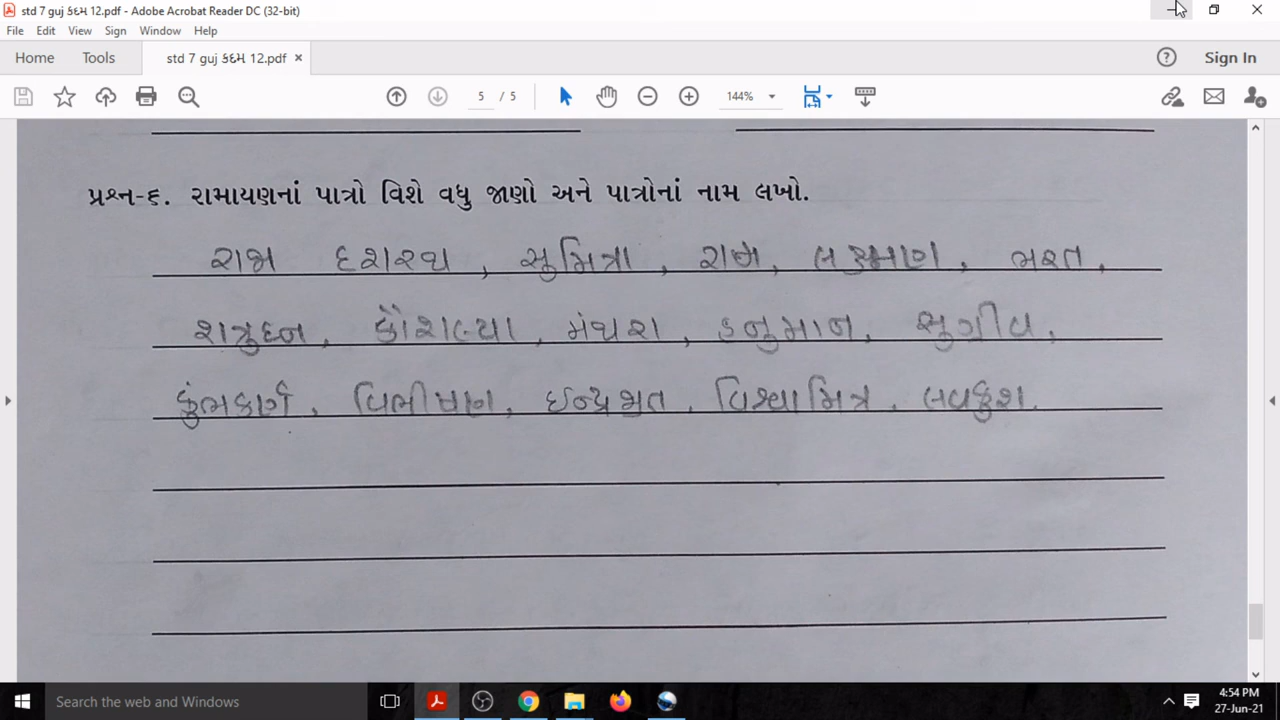 std 7 guj કદમ 12.pdf - Adobe Acrobat Reader DC (32-bit)
File Edit View Sign Window Help
Home Tools std 7 guj કદમ 12.pdf × Sign In
5 / 5 144%
પ્રશ્ન-૬. રામાયણનાં પાત્રો વિશે વધુ જાણો અને પાત્રોનાં નામ લખો.
રાજા દશરથ, સુમિત્રા, રામ, લક્ષ્મણ, ભરત,
શત્રુઘ્ન, કૌશલ્યા, મંથરા, હનુમાન, સુગ્રીવ,
કુંભકર્ણ, વિભીષણ, ઇન્દ્રજીત, વિશ્વામિત્ર, લવકુશ.
Search the web and Windows
4:54 PM
27-Jun-21